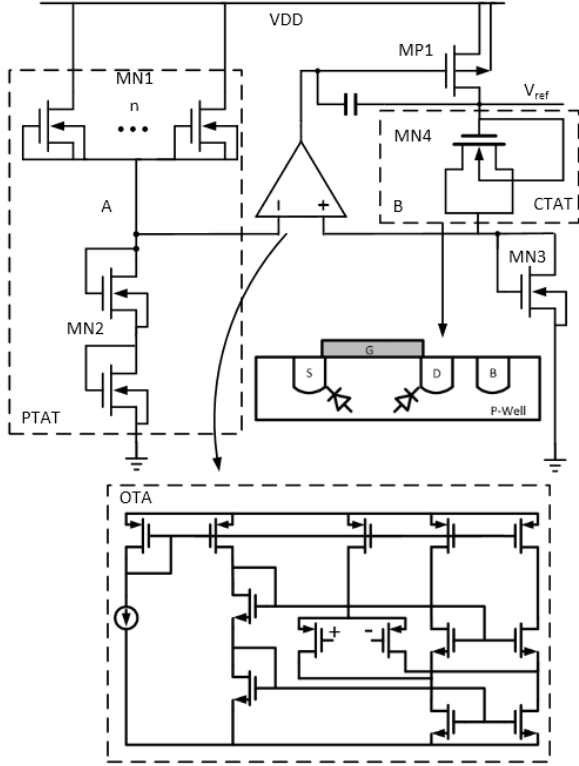 VDD
MP1
MN1
n
V_ref
MN4
A
B
CTAT
MN3
MN2
G
S
D
B
P-Well
PTAT
OTA